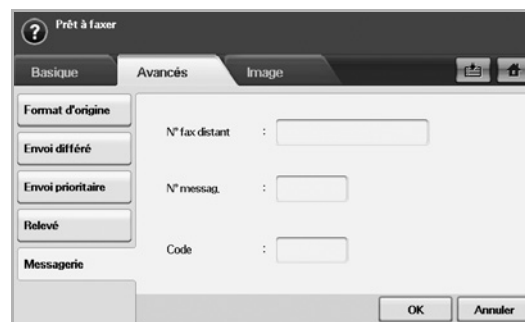 ? Prêt à faxer
Basique Avancés Image
Format d'origine
Envoi différé
Envoi prioritaire
Relevé
Messagerie
N° fax distant :
N° messag. :
Code :
OK Annuler